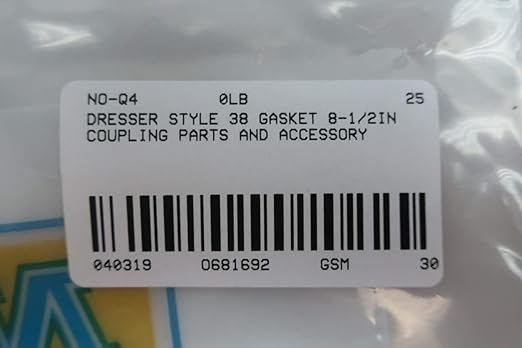 NO-Q4 0LB 25
DRESSER STYLE 38 GASKET 8-1/2IN
COUPLING PARTS AND ACCESSORY
040319 0681692 GSM 30